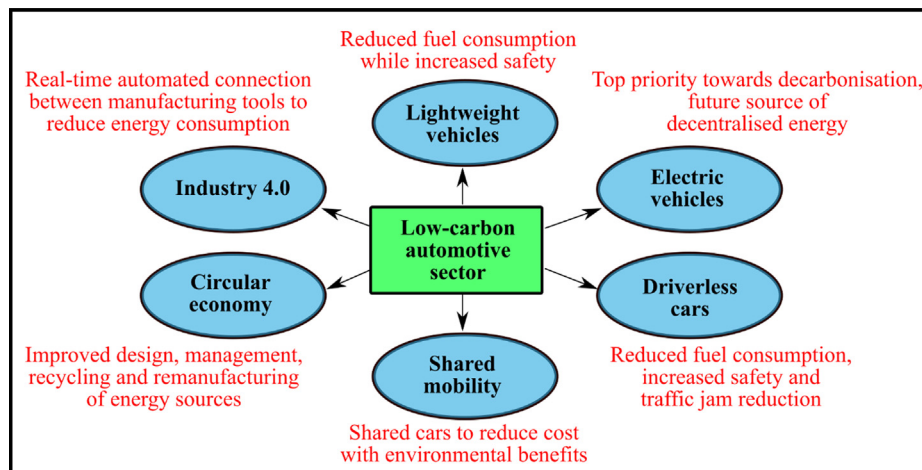 Reduced fuel consumption
while increased safety
Lightweight
vehicles
Real-time automated connection
between manufacturing tools to
reduce energy consumption
Industry 4.0
Top priority towards decarbonisation,
future source of
decentralised energy
Electric
vehicles
Low-carbon
automotive
sector
Circular
economy
Improved design, management,
recycling and remanufacturing
of energy sources
Driverless
cars
Reduced fuel consumption,
increased safety and
traffic jam reduction
Shared
mobility
Shared cars to reduce cost
with environmental benefits